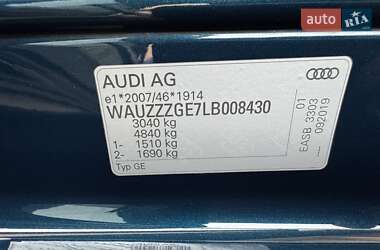 auto RIA
AUDI AG
e1*2007/46*1914
WAUZZZGE7LB008430
3040 kg
4840 kg
1- 1510 kg
2- 1690 kg
Typ GE
EASB 3303
01
092019